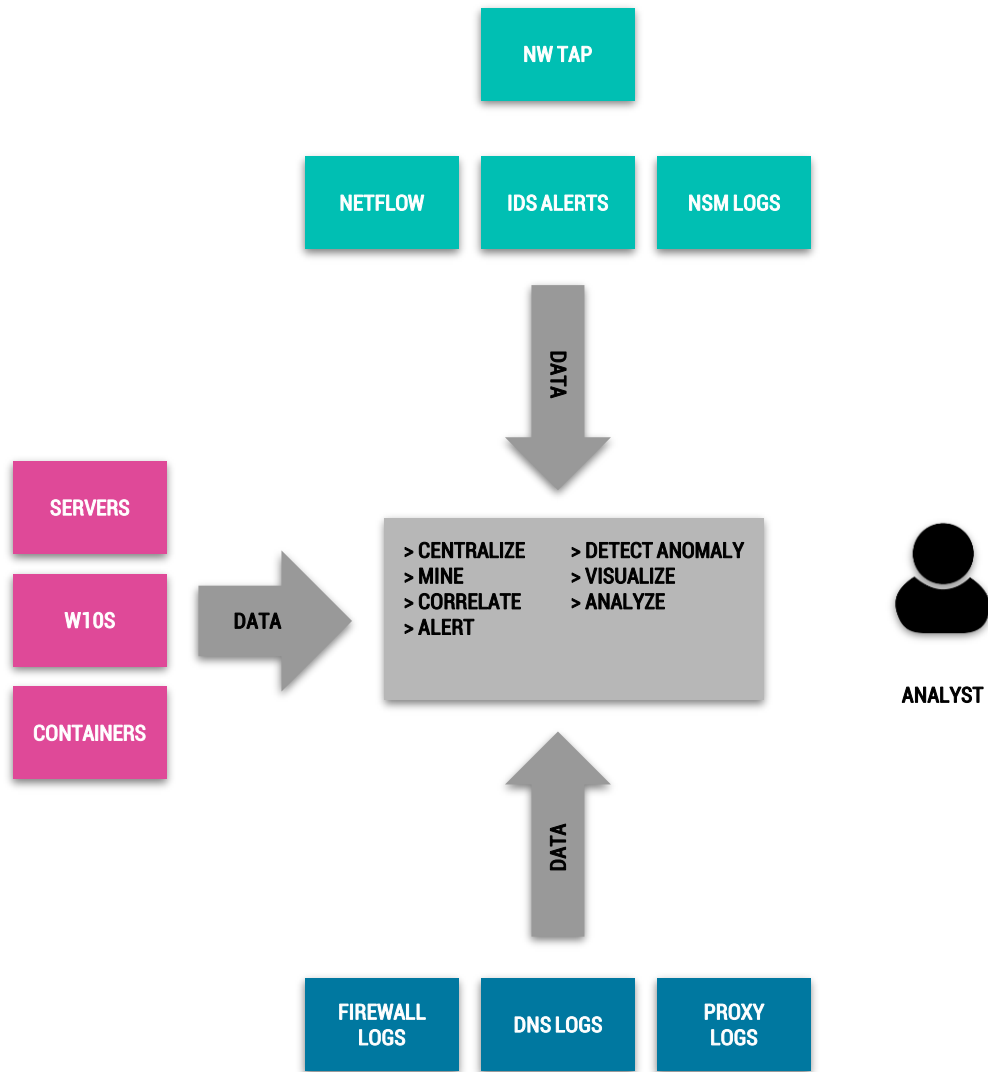 NW TAP
NETFLOW
IDS ALERTS
NSM LOGS
DATA
SERVERS
W10S
CONTAINERS
DATA
> CENTRALIZE
> MINE
> CORRELATE
> ALERT
> DETECT ANOMALY
> VISUALIZE
> ANALYZE
ANALYST
DATA
FIREWALL
LOGS
DNS LOGS
PROXY
LOGS